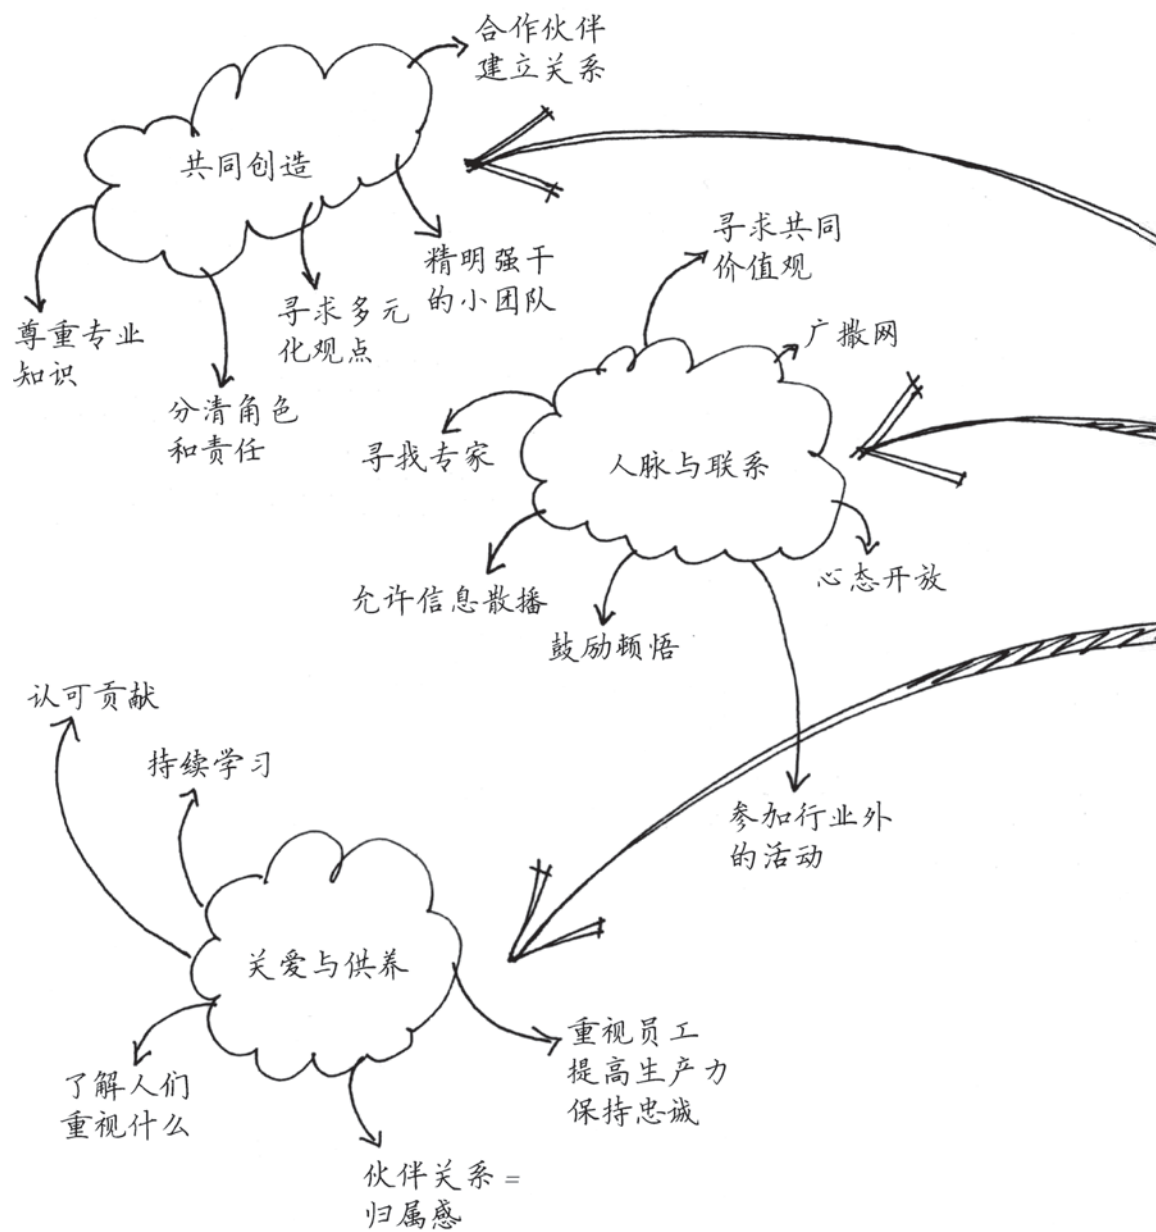 合作伙伴
建立关系
共同创造
精明强干
的小团队
寻求多元
化观点
尊重专业
知识
分清角色
和责任
寻求共同
价值观
广撒网
寻找专家
人脉与联系
心态开放
允许信息散播
鼓励顿悟
参加行业外
的活动
认可贡献
持续学习
关爱与供养
重视员工
提高生产力
保持忠诚
了解人们
重视什么
伙伴关系 =
归属感